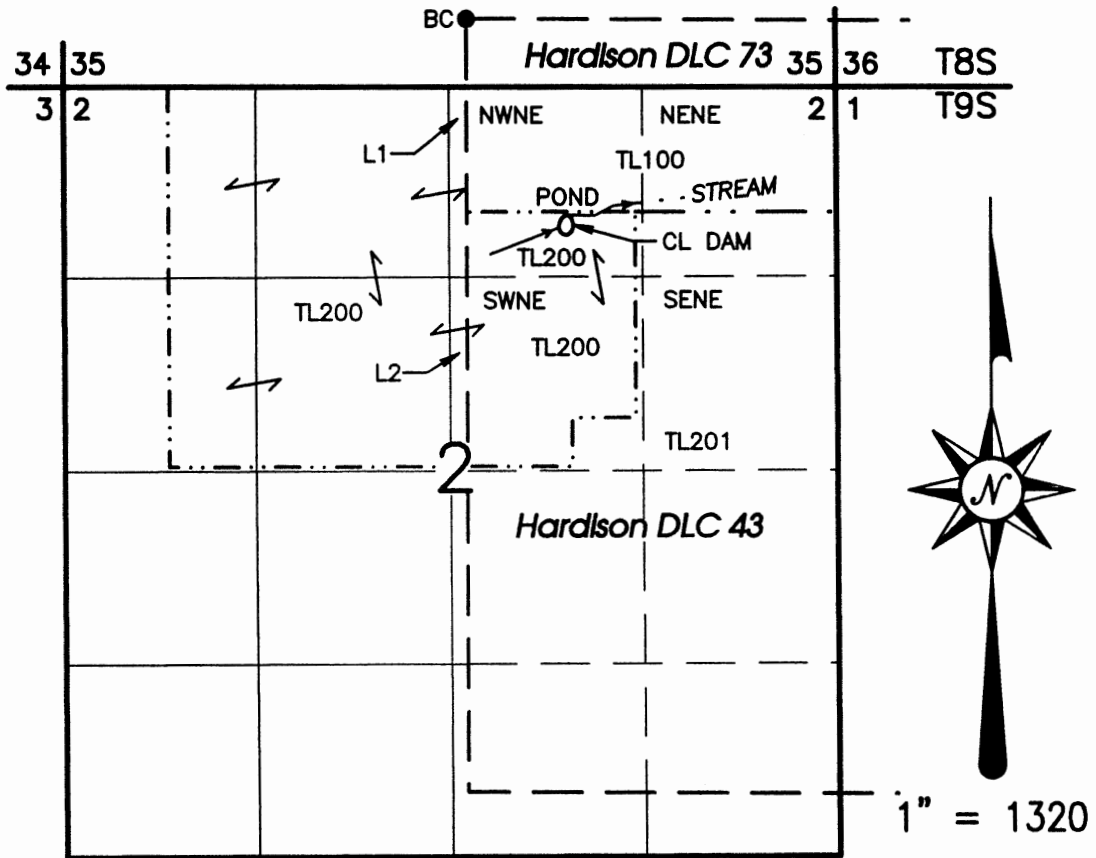 BC
Hardison DLC 73
34 35
35 36
T8S
3 2
2 1
T9S
NWNE
NENE
L1
TL100
POND
STREAM
CL DAM
TL200
SWNE
SENE
TL200
TL200
L2
TL201
2
Hardison DLC 43
N
1" = 1320